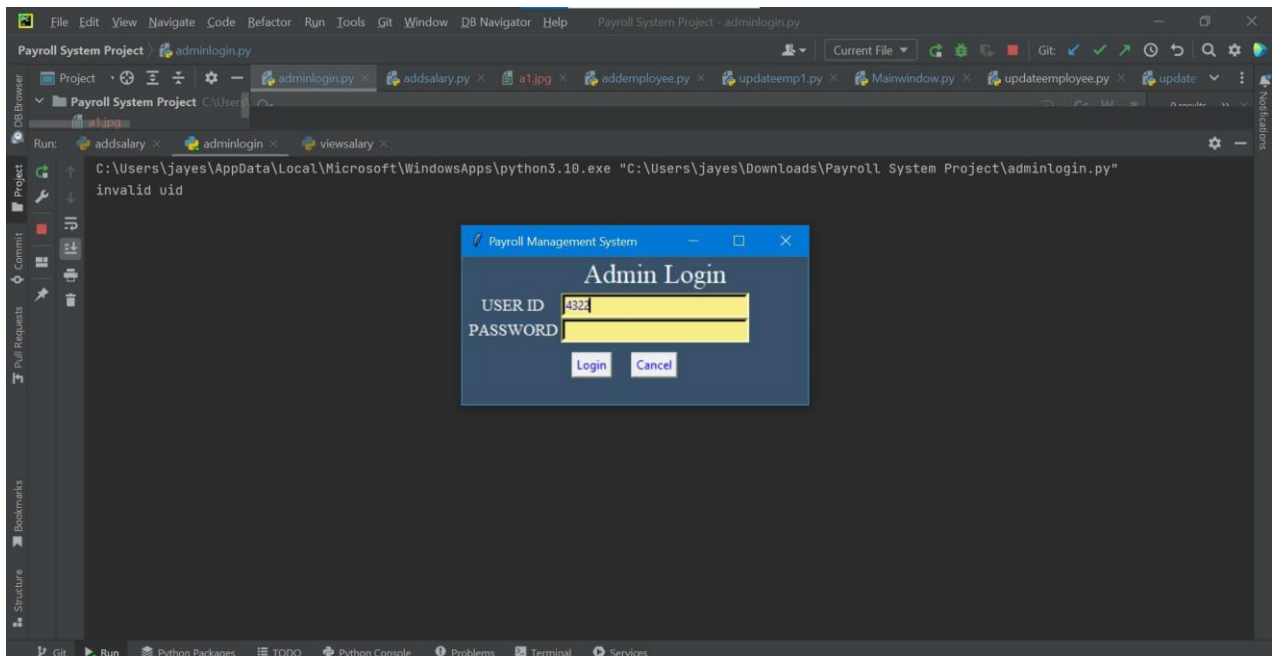 File Edit View Navigate Code Refactor Run Tools Git Window DB Navigator Help Payroll System Project - adminlogin.py
Payroll System Project adminlogin.py Current File Git:
Project adminlogin.py addsalary.py a1.jpg addemployee.py updateemp1.py Mainwindow.py updateemployee.py update
Payroll System Project C:\Users\ Cc W 0 results
a1.jpg
Run: addsalary adminlogin viewsalary
C:\Users\jayes\AppData\Local\Microsoft\WindowsApps\python3.10.exe "C:\Users\jayes\Downloads\Payroll System Project\adminlogin.py"
invalid uid
Payroll Management System
Admin Login
USER ID 4322
PASSWORD
Login Cancel
DB Browser
Project
Commit
Pull Requests
Bookmarks
Structure
Notifications
Git Run Python Packages TODO Python Console Problems Terminal Services